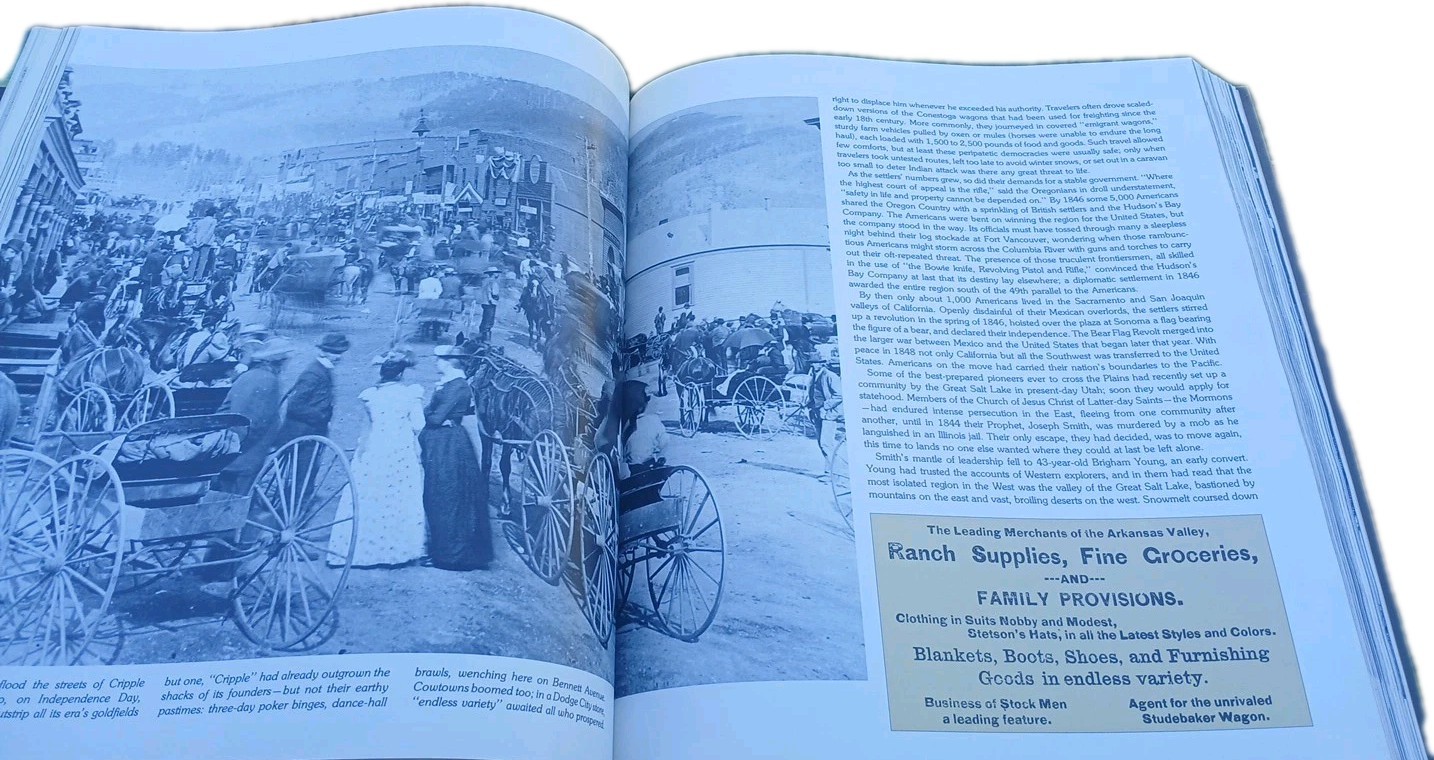 flood the streets of Cripple
on Independence Day,
utstrip all its era's goldfields
but one, "Cripple" had already outgrown the
shacks of its founders—but not their earthy
pastimes: three-day poker binges, dance-hall
brawls, wenching here on Bennett Avenue.
Cowtowns boomed too; in a Dodge City store,
"endless variety" awaited all who prospered.
right to displace him whenever he exceeded his authority. Travelers often drove scaled-
down versions of the Conestoga wagons that had been used for freighting since the
early 18th century. More commonly, they journeyed in covered "emigrant wagons,"
sturdy farm vehicles pulled by oxen or mules (horses were unable to endure the long
haul), each loaded with 1,500 to 2,500 pounds of food and goods. Such travel allowed
few comforts, but at least these peripatetic democracies were usually safe; only when
travelers took untested routes, left too late to avoid winter snows, or set out in a caravan
too small to deter Indian attack was there any great threat to life.
As the settlers' numbers grew, so did their demands for a stable government. "Where
the highest court of appeal is the rifle," said the Oregonians in droll understatement,
"safety in life and property cannot be depended on." By 1846 some 5,000 Americans
shared the Oregon Country with a sprinkling of British settlers and the Hudson's Bay
Company. The Americans were bent on winning the region for the United States, but
the company stood in the way. Its officials must have tossed through many a sleepless
night behind their log stockade at Fort Vancouver, wondering when those rambunc-
tious Americans might storm across the Columbia River with guns and torches to carry
out their oft-repeated threat. The presence of those truculent frontiersmen, all skilled
in the use of "the Bowie knife, Revolving Pistol and Rifle," convinced the Hudson's
Bay Company at last that its destiny lay elsewhere; a diplomatic settlement in 1846
awarded the entire region south of the 49th parallel to the Americans.
By then only about 1,000 Americans lived in the Sacramento and San Joaquin
valleys of California. Openly disdainful of their Mexican overlords, the settlers stirred
up a revolution in the spring of 1846, hoisted over the plaza at Sonoma a flag bearing
the figure of a bear, and declared their independence. The Bear Flag Revolt merged into
the larger war between Mexico and the United States that began later that year. With
peace in 1848 not only California but all the Southwest was transferred to the United
States. Americans on the move had carried their nation's boundaries to the Pacific.
Some of the best-prepared pioneers ever to cross the Plains had recently set up a
community by the Great Salt Lake in present-day Utah; soon they would apply for
statehood. Members of the Church of Jesus Christ of Latter-day Saints—the Mormons
—had endured intense persecution in the East, fleeing from one community after
another, until in 1844 their Prophet, Joseph Smith, was murdered by a mob as he
languished in an Illinois jail. Their only escape, they had decided, was to move again,
this time to lands no one else wanted where they could at last be left alone.
Smith's mantle of leadership fell to 43-year-old Brigham Young, an early convert.
Young had trusted the accounts of Western explorers, and in them had read that the
most isolated region in the West was the valley of the Great Salt Lake, bastioned by
mountains on the east and vast, broiling deserts on the west. Snowmelt coursed down
The Leading Merchants of the Arkansas Valley,
Ranch Supplies, Fine Groceries,
---AND---
FAMILY PROVISIONS.
Clothing in Suits Nobby and Modest,
Stetson's Hats, in all the Latest Styles and Colors.
Blankets, Boots, Shoes, and Furnishing
Goods in endless variety.
Business of Stock Men
a leading feature.
Agent for the unrivaled
Studebaker Wagon.